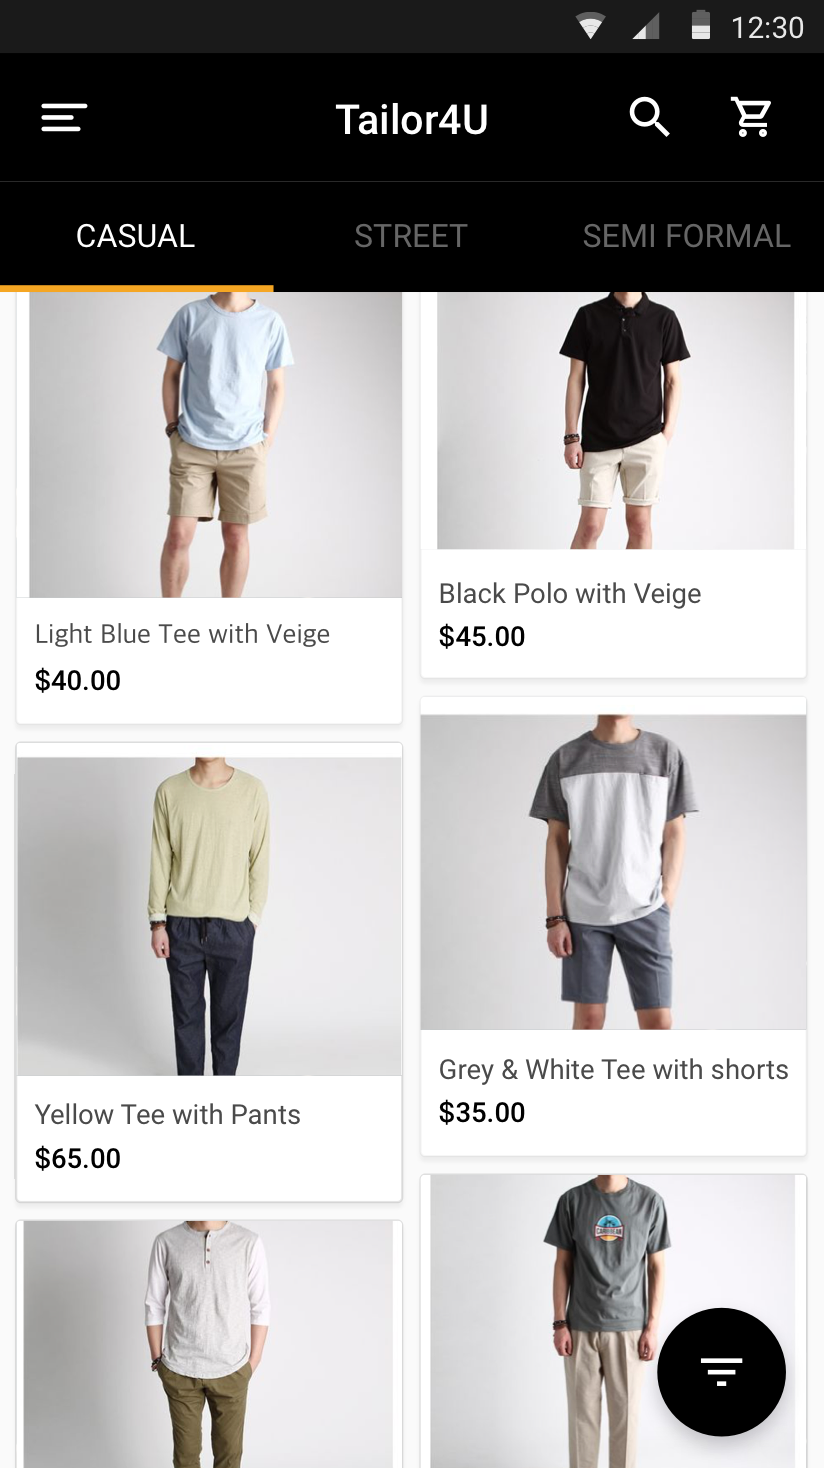 12:30
Tailor4U
CASUAL
STREET
SEMI FORMAL
Light Blue Tee with Veige
$40.00
Black Polo with Veige
$45.00
Yellow Tee with Pants
$65.00
Grey & White Tee with shorts
$35.00